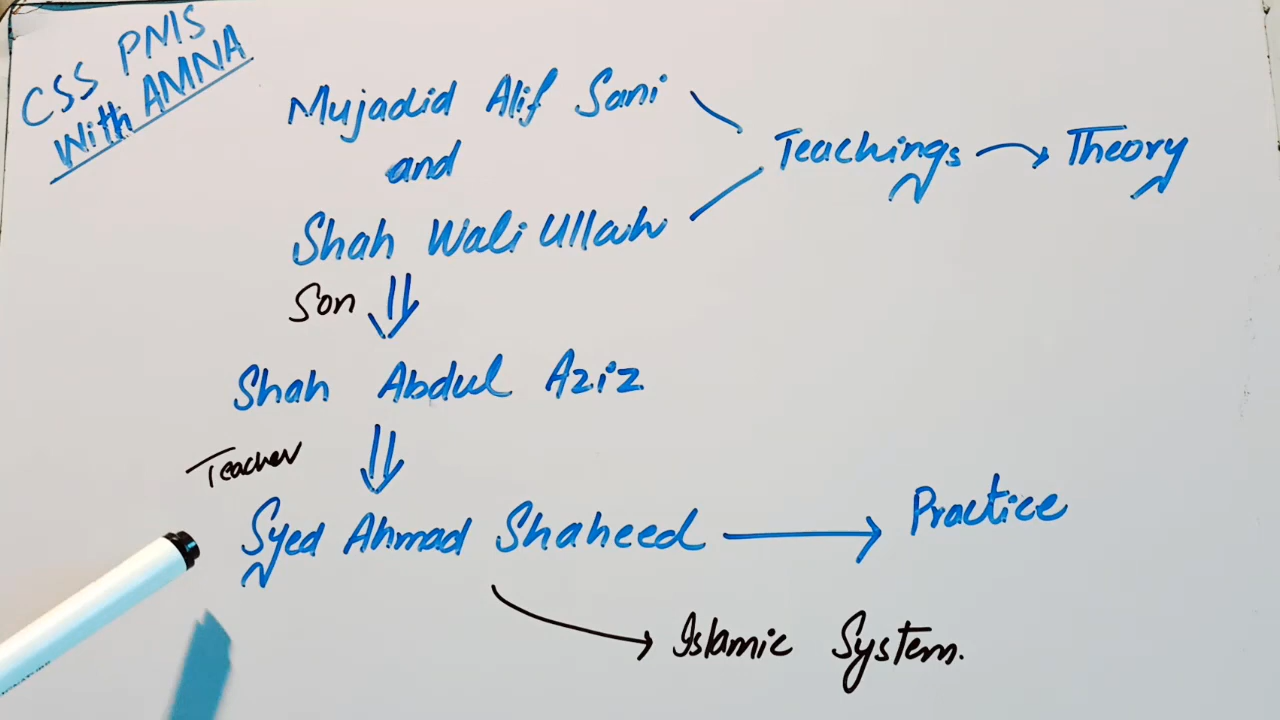 CSS PMS
With AMNA
Mujadid Alif Sani
and
Shah Wali Ullah
Teachings → Theory
Son
Shah Abdul Aziz
Teacher
Syed Ahmad Shaheed → Practice
Islamic System.